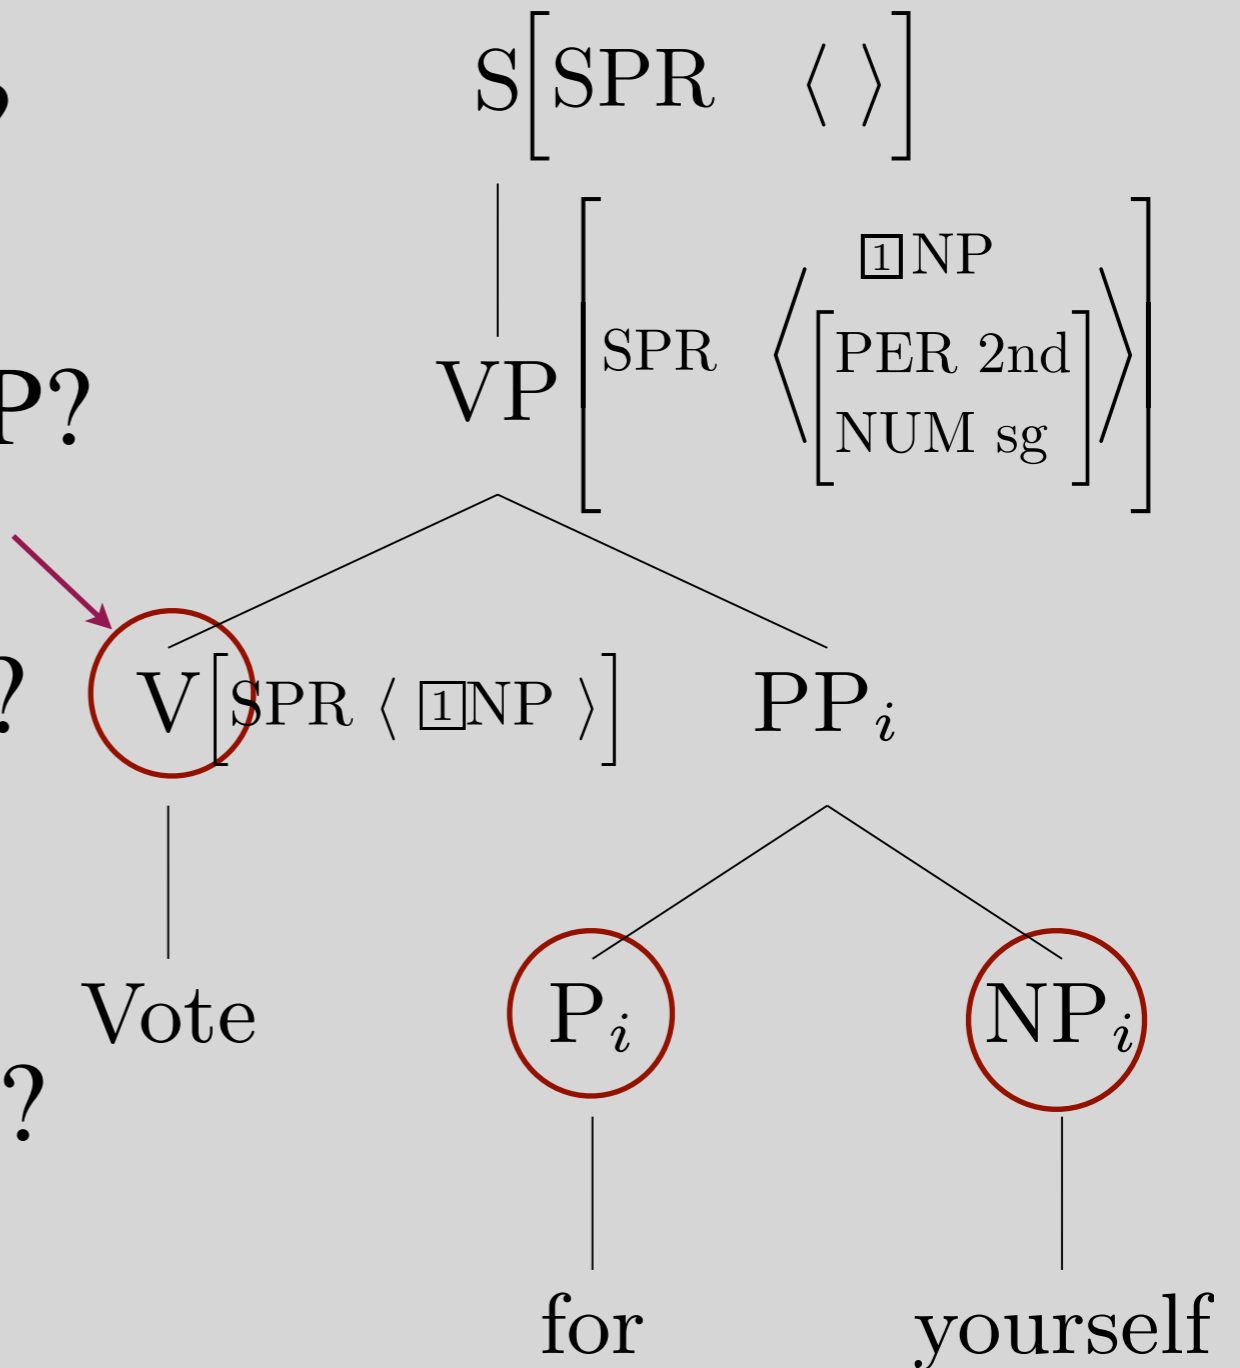 ?
S[SPR ⟨ ⟩]
VP[SPR ⟨[1]NP
[PER 2nd
NUM sg]⟩]
P?
?
V[SPR ⟨ [1]NP ⟩]
PPᵢ
Vote
Pᵢ
NPᵢ
?
for
yourself